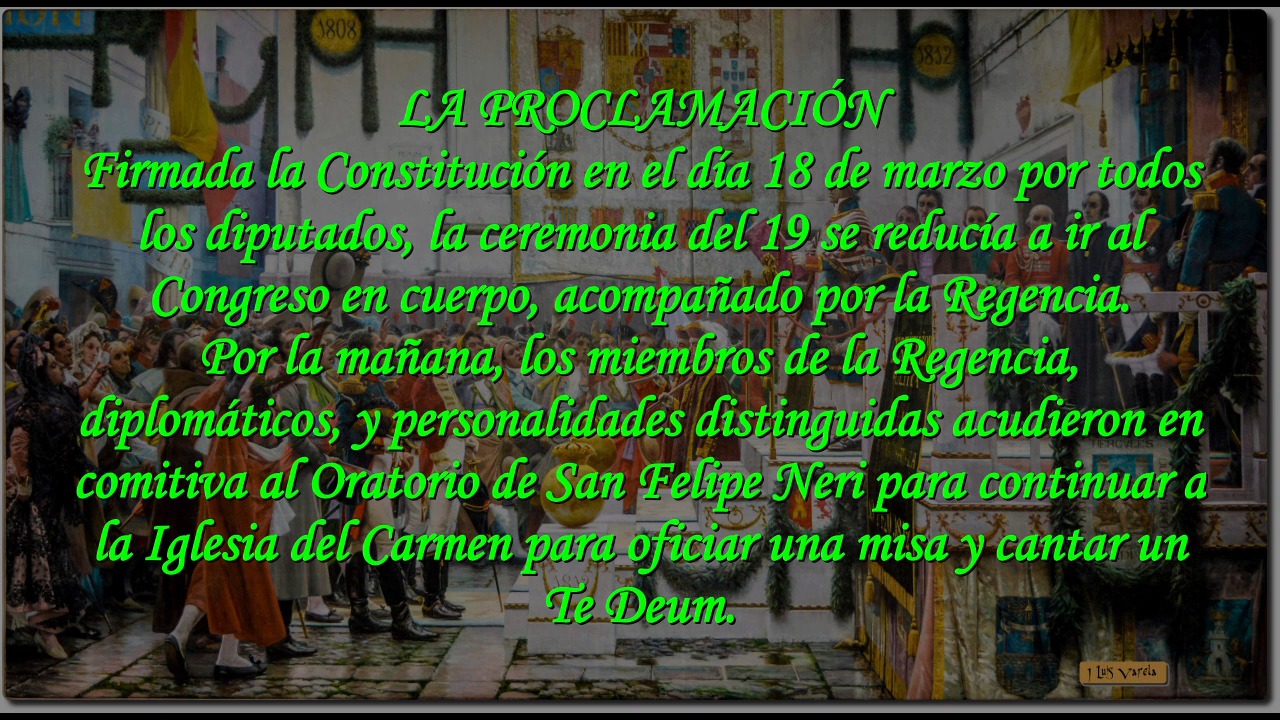 1808
1812
LA PROCLAMACIÓN
Firmada la Constitución en el día 18 de marzo por todos
los diputados, la ceremonia del 19 se reducía a ir al
Congreso en cuerpo, acompañado por la Regencia.
Por la mañana, los miembros de la Regencia,
diplomáticos, y personalidades distinguidas acudieron en
comitiva al Oratorio de San Felipe Neri para continuar a
la Iglesia del Carmen para oficiar una misa y cantar un
Te Deum.
J Luis Varela